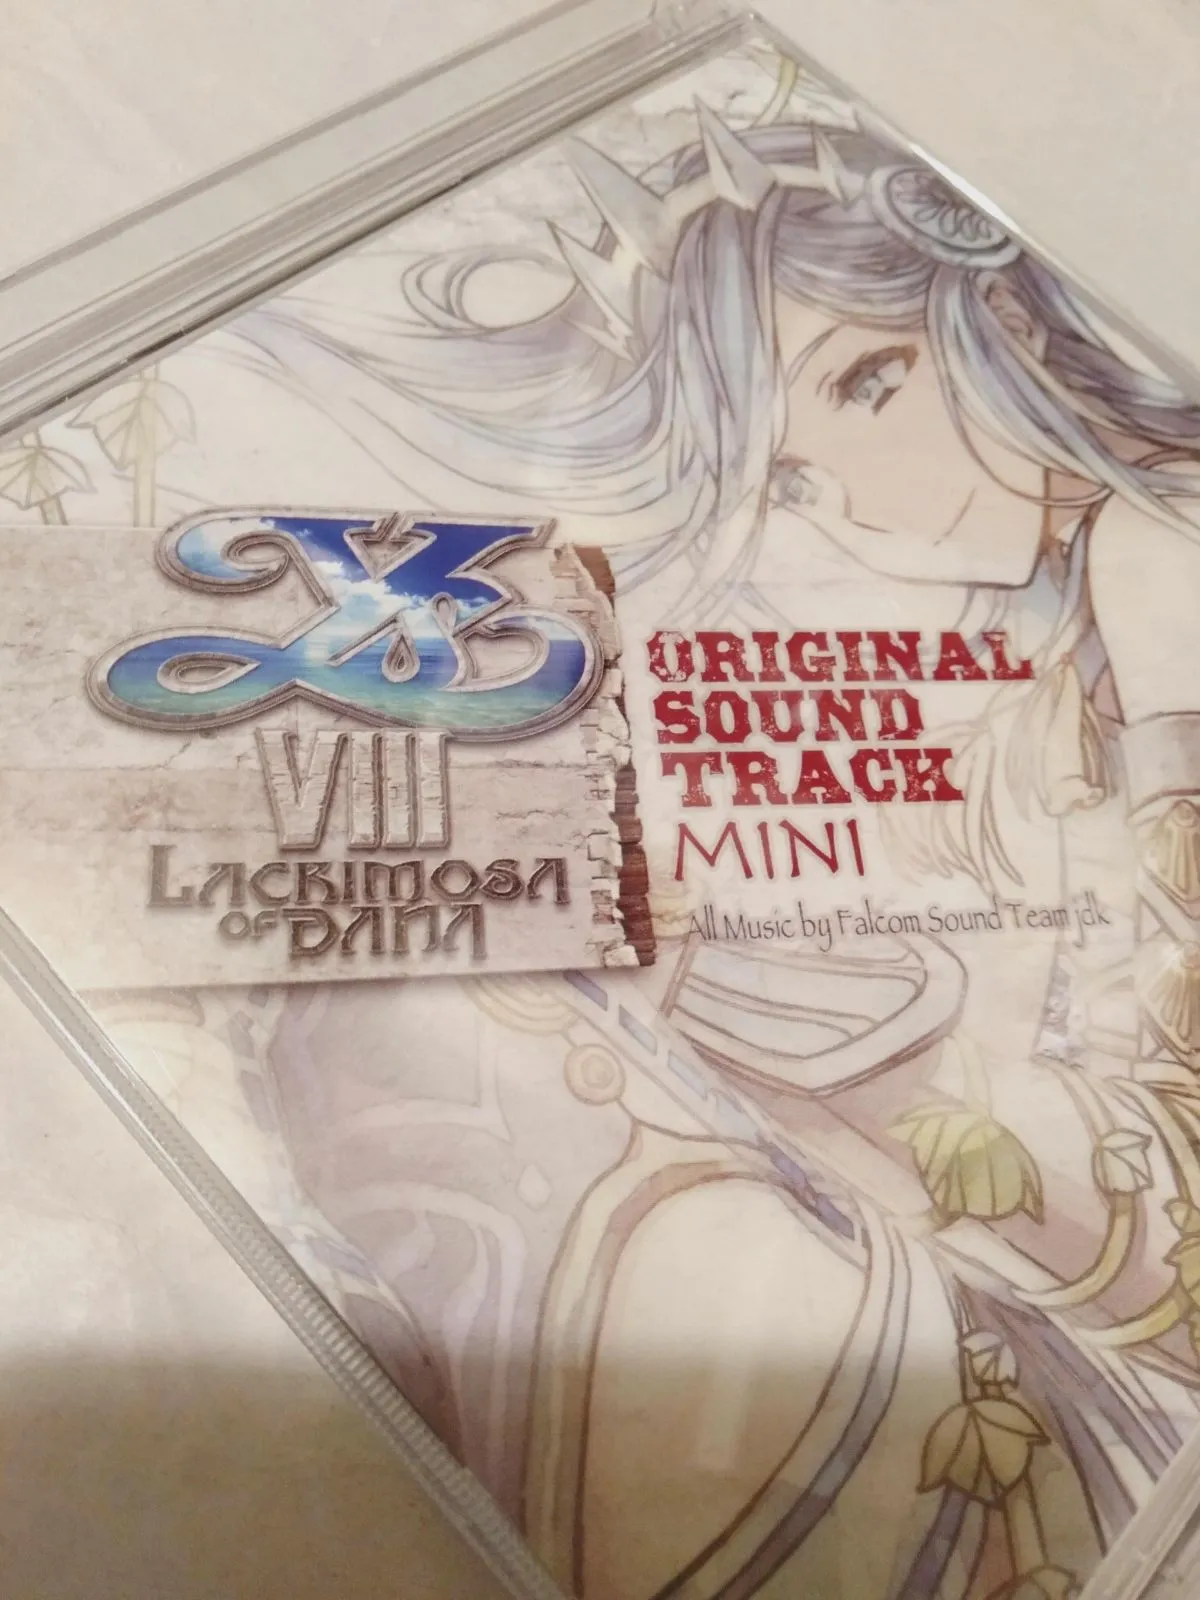 Ys
VIII
LACRIMOSA
OF DANA
ORIGINAL
SOUND
TRACK
MINI
All Music by Falcom Sound Team jdk